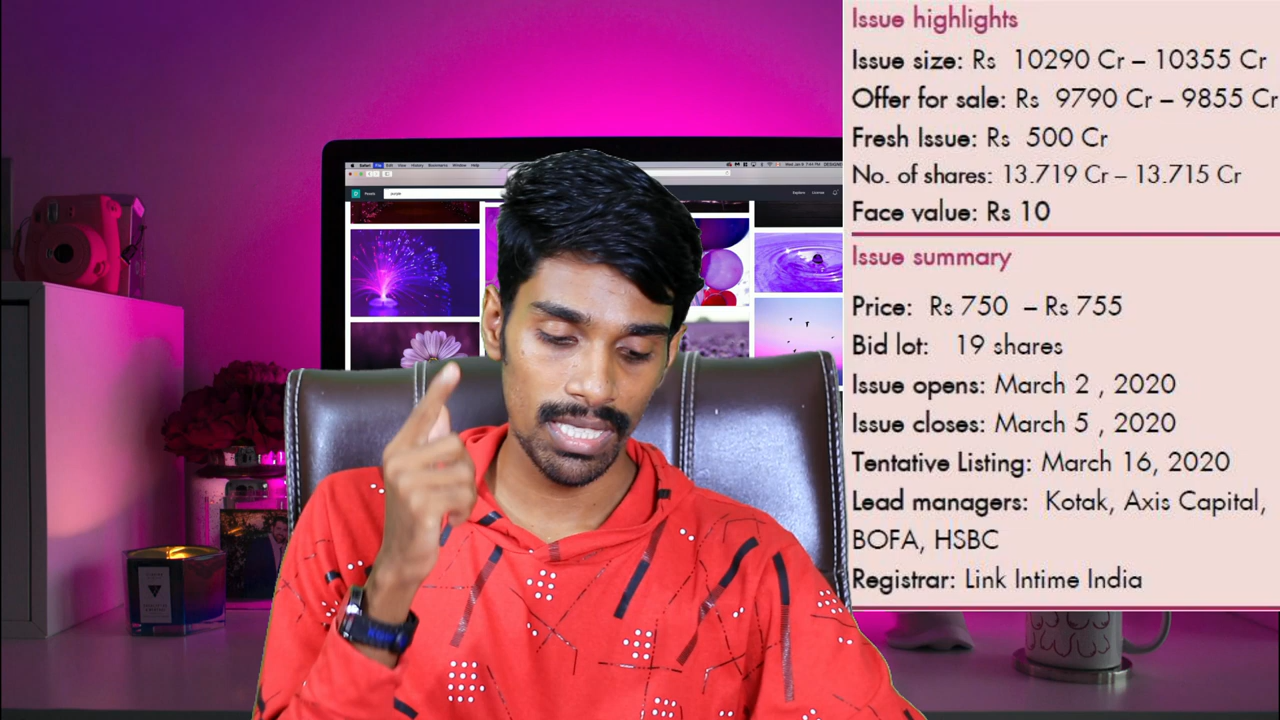 Issue highlights
Issue size: Rs 10290 Cr – 10355 Cr
Offer for sale: Rs 9790 Cr – 9855 Cr
Fresh Issue: Rs 500 Cr
No. of shares: 13.719 Cr – 13.715 Cr
Face value: Rs 10
Issue summary
Price: Rs 750 – Rs 755
Bid lot: 19 shares
Issue opens: March 2 , 2020
Issue closes: March 5 , 2020
Tentative Listing: March 16, 2020
Lead managers: Kotak, Axis Capital,
BOFA, HSBC
Registrar: Link Intime India